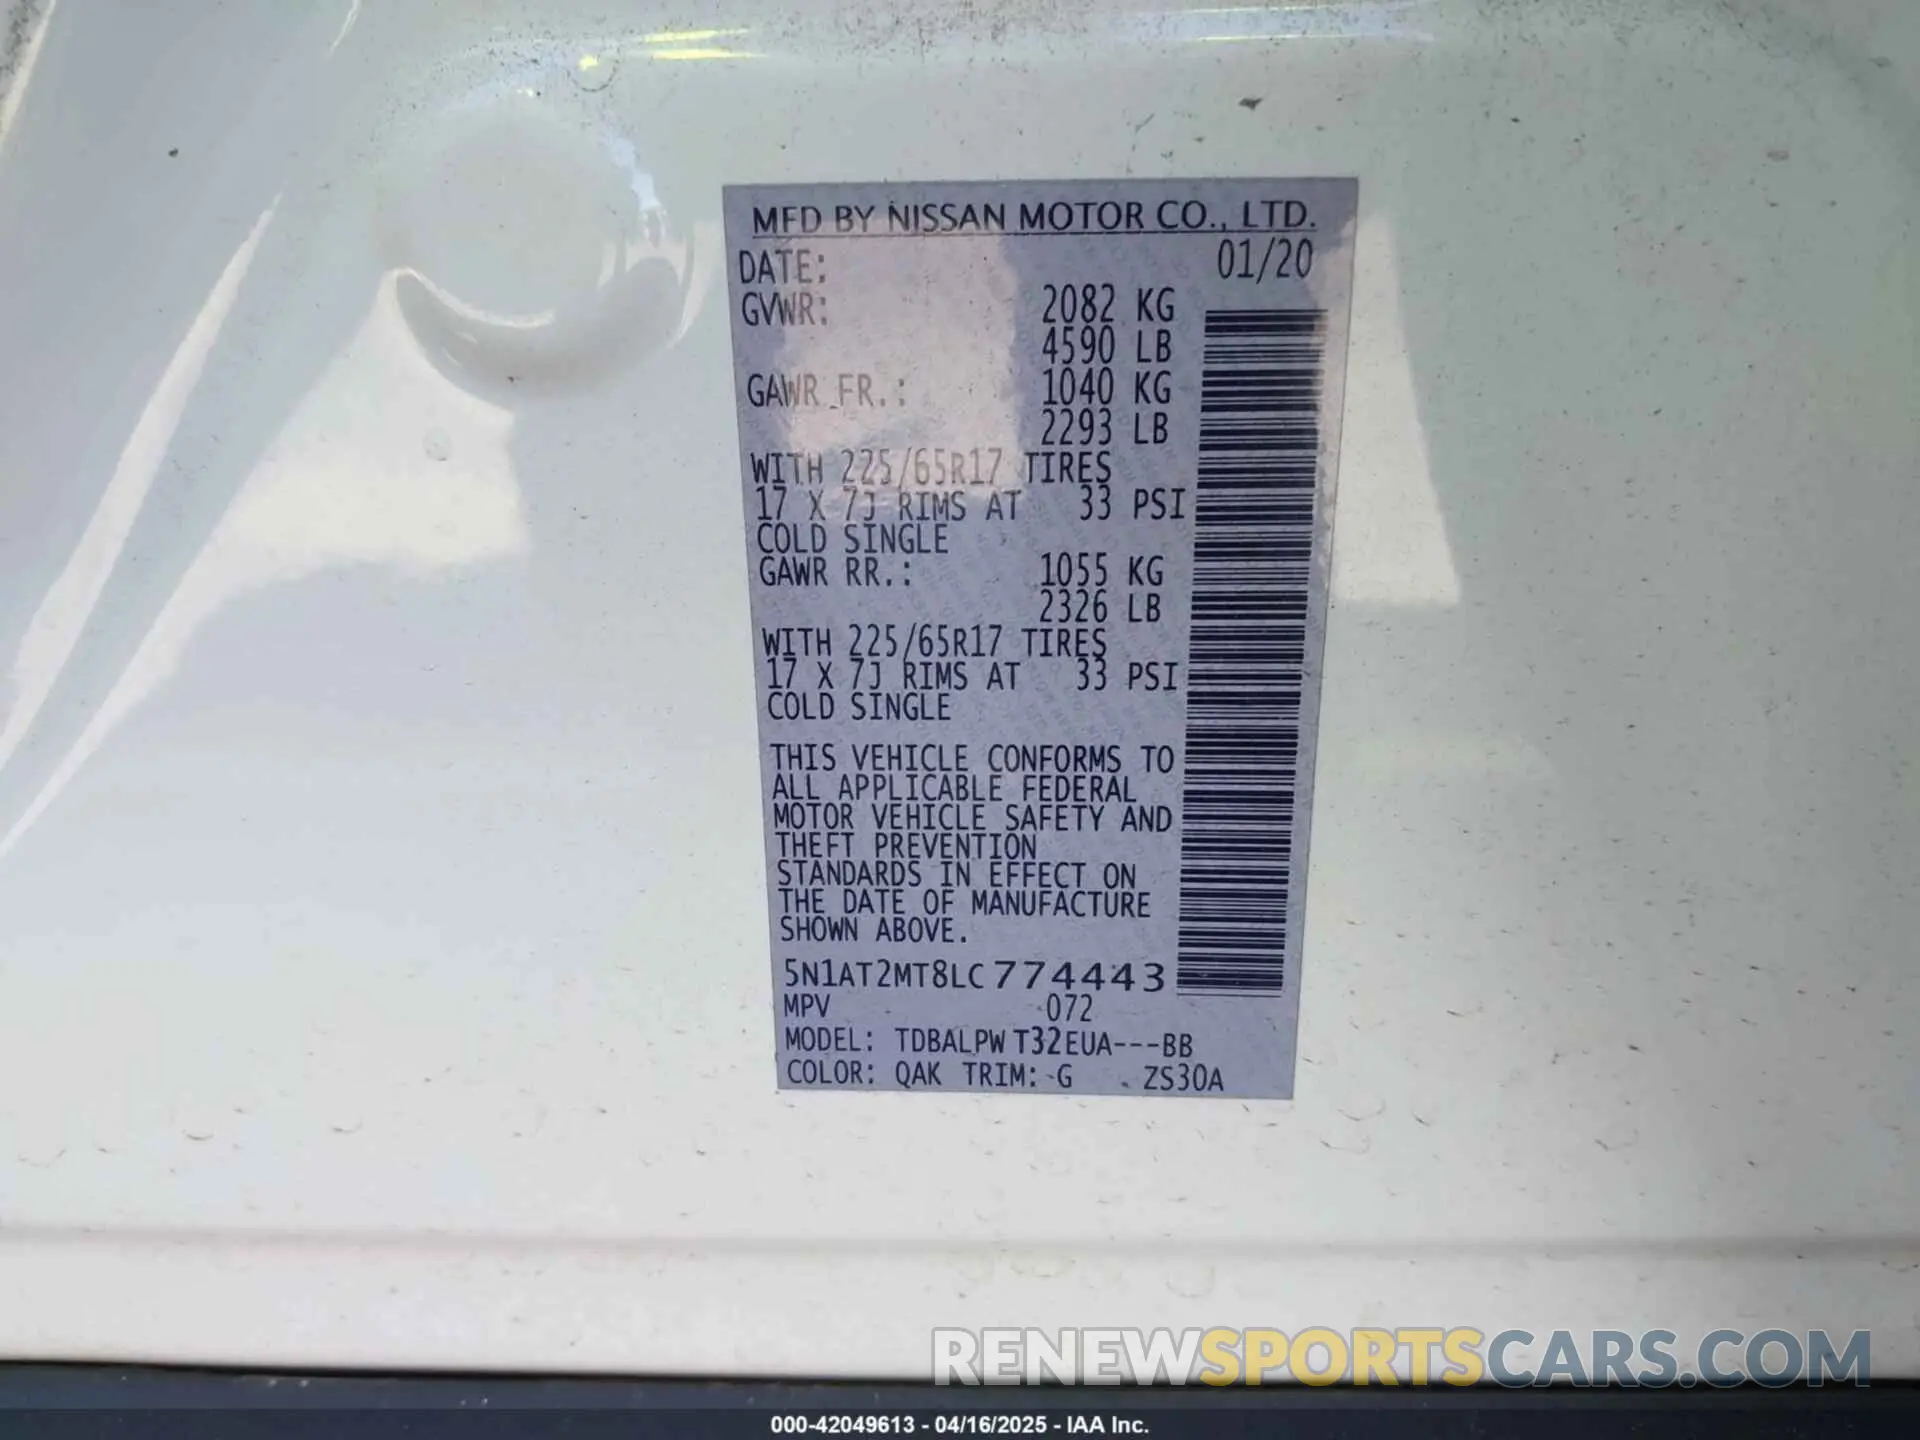 MFD BY NISSAN MOTOR CO., LTD.
DATE: 01/20
GVWR: 2082 KG
4590 LB
GAWR FR.: 1040 KG
2293 LB
WITH 225/65R17 TIRES
17 X 7J RIMS AT 33 PSI
COLD SINGLE
GAWR RR.: 1055 KG
2326 LB
WITH 225/65R17 TIRES
17 X 7J RIMS AT 33 PSI
COLD SINGLE
THIS VEHICLE CONFORMS TO
ALL APPLICABLE FEDERAL
MOTOR VEHICLE SAFETY AND
THEFT PREVENTION
STANDARDS IN EFFECT ON
THE DATE OF MANUFACTURE
SHOWN ABOVE.
5N1AT2MT8LC774443
MPV 072
MODEL: TDBALPW T32EUA---BB
COLOR: QAK TRIM: G ZS30A
RENEWSPORTSCARS.COM
000-42049613 - 04/16/2025 - IAA Inc.